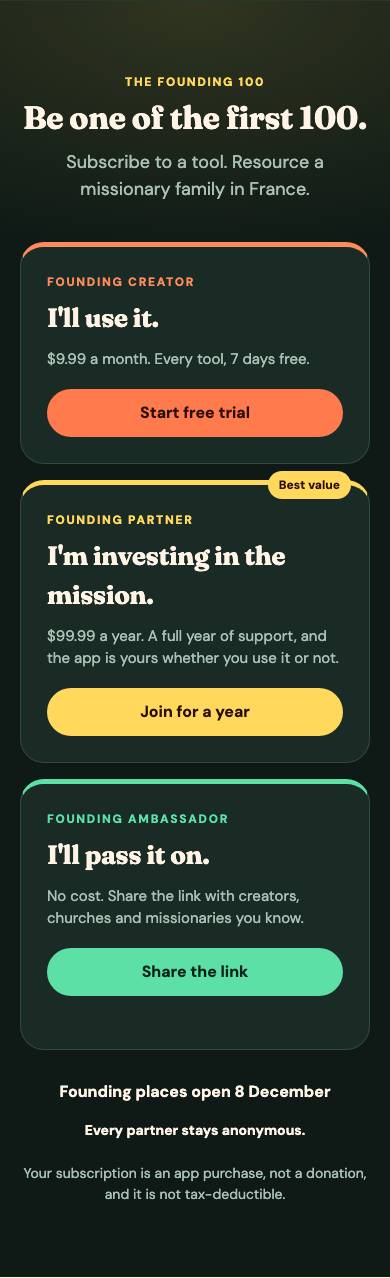 THE FOUNDING 100
Be one of the first 100.
Subscribe to a tool. Resource a
missionary family in France.
FOUNDING CREATOR
I'll use it.
$9.99 a month. Every tool, 7 days free.
Start free trial
Best value
FOUNDING PARTNER
I'm investing in the
mission.
$99.99 a year. A full year of support, and
the app is yours whether you use it or not.
Join for a year
FOUNDING AMBASSADOR
I'll pass it on.
No cost. Share the link with creators,
churches and missionaries you know.
Share the link
Founding places open 8 December
Every partner stays anonymous.
Your subscription is an app purchase, not a donation,
and it is not tax-deductible.